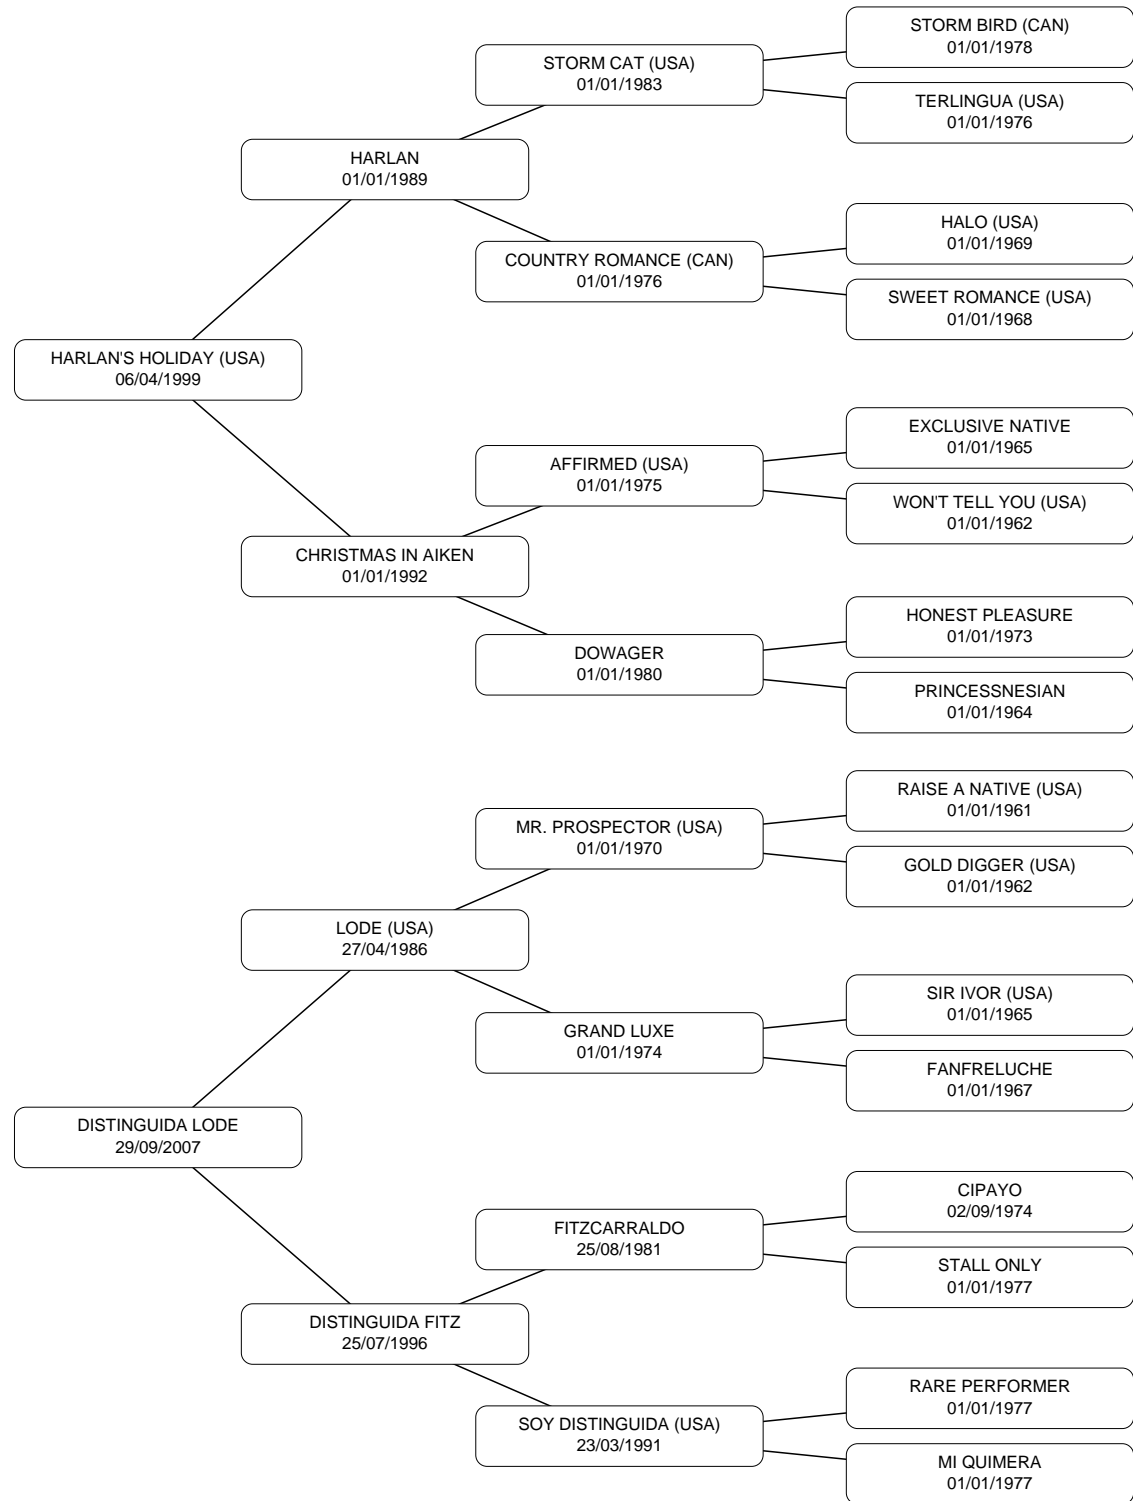 STORM BIRD (CAN)
01/01/1978
STORM CAT (USA)
01/01/1983
TERLINGUA (USA)
01/01/1976
HARLAN
01/01/1989
HALO (USA)
01/01/1969
COUNTRY ROMANCE (CAN)
01/01/1976
SWEET ROMANCE (USA)
01/01/1968
HARLAN'S HOLIDAY (USA)
06/04/1999
EXCLUSIVE NATIVE
01/01/1965
AFFIRMED (USA)
01/01/1975
WON'T TELL YOU (USA)
01/01/1962
CHRISTMAS IN AIKEN
01/01/1992
HONEST PLEASURE
01/01/1973
DOWAGER
01/01/1980
PRINCESSNESIAN
01/01/1964
RAISE A NATIVE (USA)
01/01/1961
MR. PROSPECTOR (USA)
01/01/1970
GOLD DIGGER (USA)
01/01/1962
LODE (USA)
27/04/1986
SIR IVOR (USA)
01/01/1965
GRAND LUXE
01/01/1974
FANFRELUCHE
01/01/1967
DISTINGUIDA LODE
29/09/2007
CIPAYO
02/09/1974
FITZCARRALDO
25/08/1981
STALL ONLY
01/01/1977
DISTINGUIDA FITZ
25/07/1996
RARE PERFORMER
01/01/1977
SOY DISTINGUIDA (USA)
23/03/1991
MI QUIMERA
01/01/1977